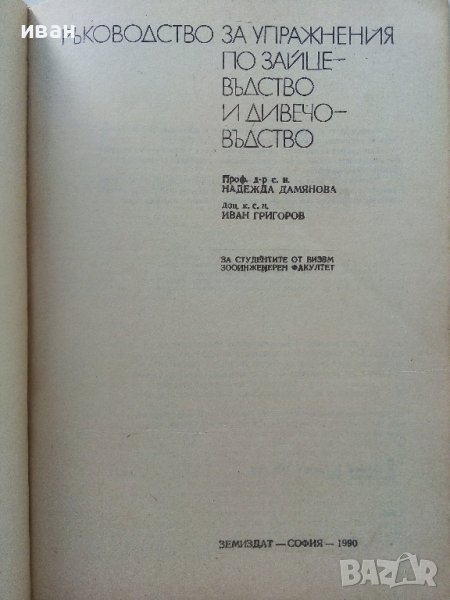 иван
РЪКОВОДСТВО ЗА УПРАЖНЕНИЯ
ПО ЗАЙЦЕ-
ВЪДСТВО
И ДИВЕЧО-
ВЪДСТВО
Проф. д-р с. н.
НАДЕЖДА ДАМЯНОВА
Доц. к. с. н.
ИВАН ГРИГОРОВ
ЗА СТУДЕНТИТЕ ОТ ВИЗВМ
ЗООИНЖЕНЕРЕН ФАКУЛТЕТ
ЗЕМИЗДАТ — СОФИЯ — 1990
BAZAR